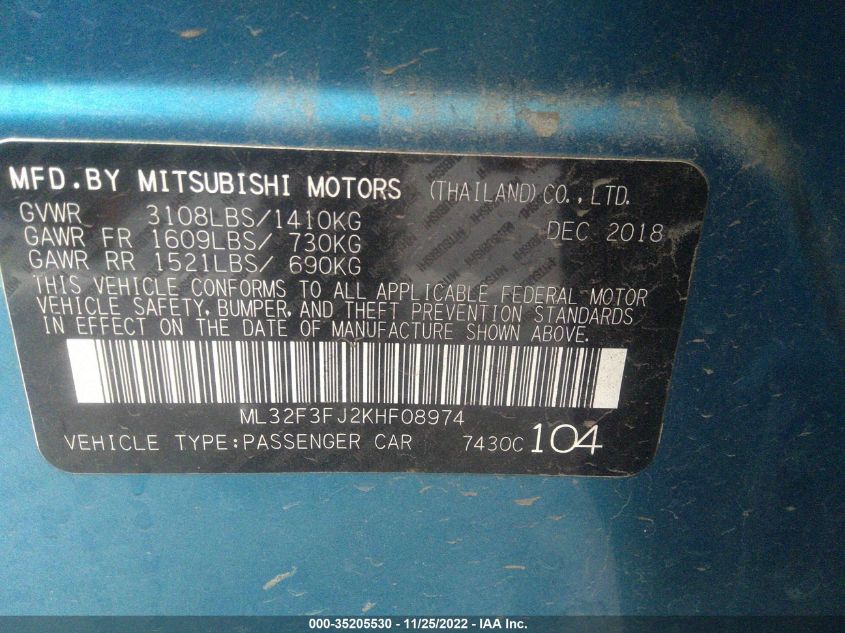 MFD.BY MITSUBISHI MOTORS (THAILAND) CO., LTD.
GVWR 3108LBS/1410KG DEC 2018
GAWR FR 1609LBS/ 730KG
GAWR RR 1521LBS/ 690KG
THIS VEHICLE CONFORMS TO ALL APPLICABLE FEDERAL MOTOR
VEHICLE SAFETY, BUMPER, AND THEFT PREVENTION STANDARDS
IN EFFECT ON THE DATE OF MANUFACTURE SHOWN ABOVE.
ML32F3FJ2KHF08974
VEHICLE TYPE:PASSENGER CAR 7430C 104
000-35205530 - 11/25/2022 - IAA Inc.